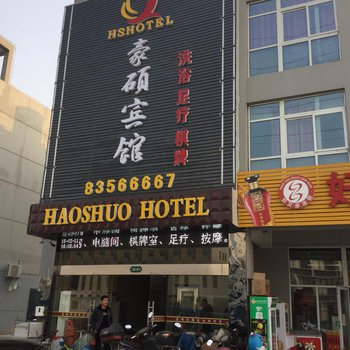 HSHOTEL
豪硕宾馆
洗浴足疗棋牌
83566667
HAOSHUO HOTEL
、电脑间、棋牌室、足疗、按摩。
好